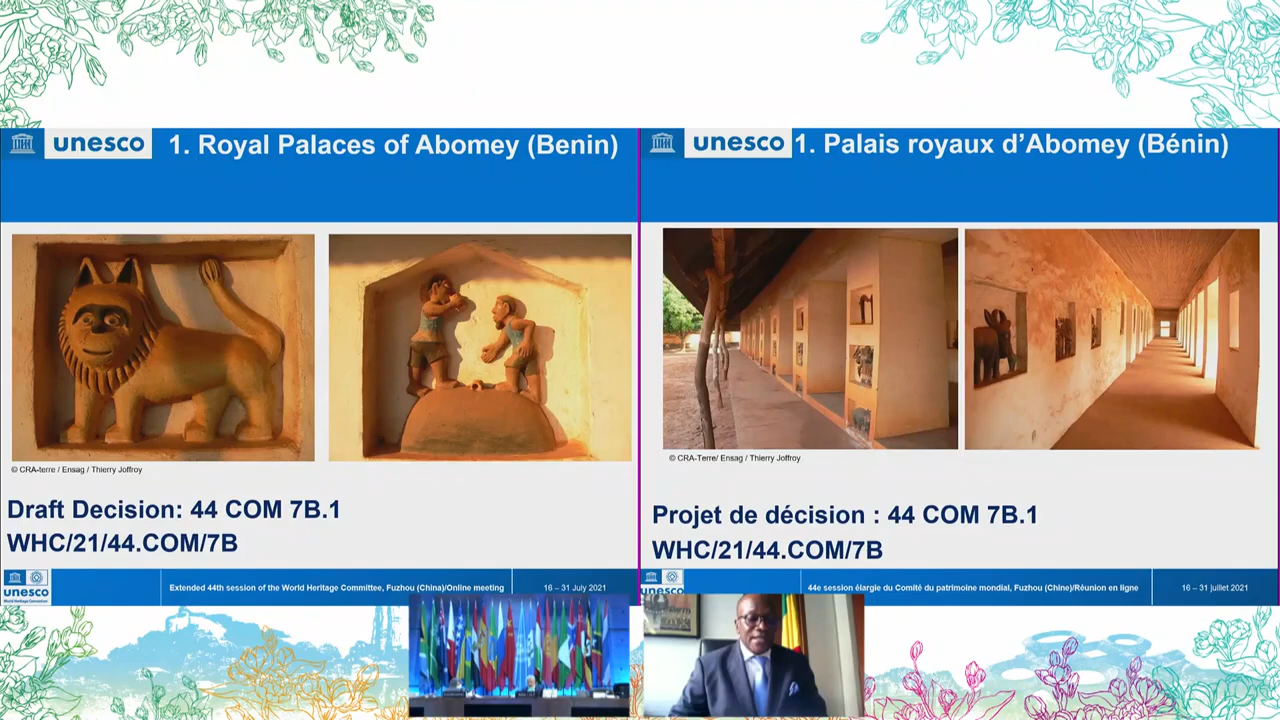 unesco
1. Royal Palaces of Abomey (Benin)
© CRA-terre / Ensag / Thierry Joffroy
Draft Decision: 44 COM 7B.1
WHC/21/44.COM/7B
unesco
Extended 44th session of the World Heritage Committee, Fuzhou (China)/Online meeting
16 – 31 July 2021
unesco
1. Palais royaux d’Abomey (Bénin)
© CRA-Terre/ Ensag / Thierry Joffroy
Projet de décision : 44 COM 7B.1
WHC/21/44.COM/7B
unesco
44e session élargie du Comité du patrimoine mondial, Fuzhou (Chine)/Réunion en ligne
16 – 31 juillet 2021